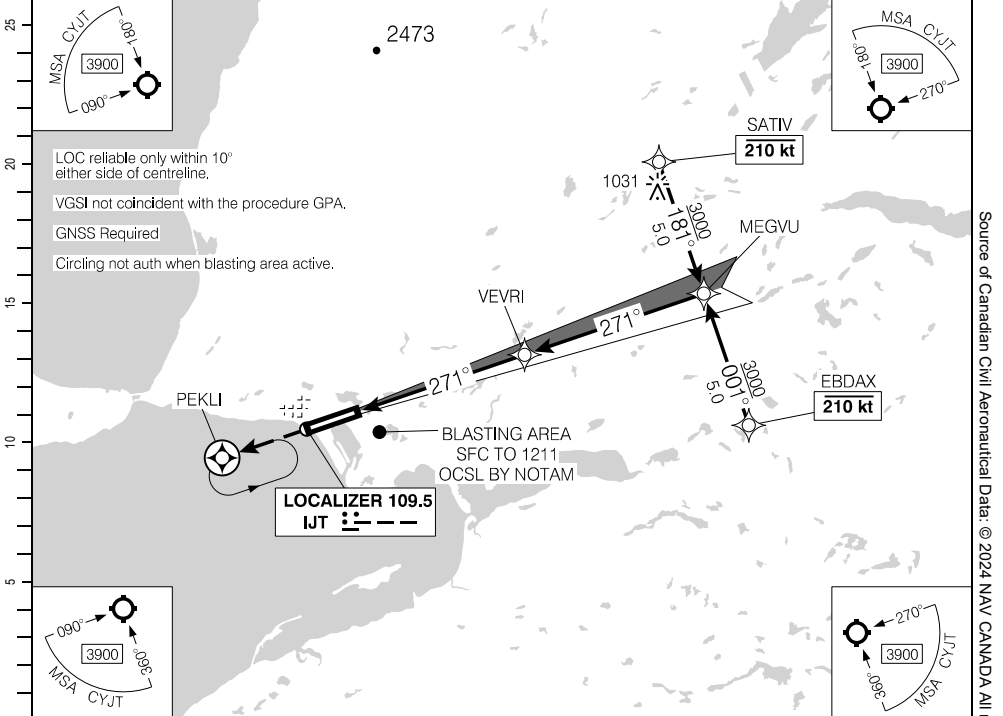 25
20
15
10
5
MSA CYJT
180°
3900
090°
2473
MSA CYJT
180°
3900
270°
LOC reliable only within 10°
either side of centreline.
VGSI not coincident with the procedure GPA.
GNSS Required
Circling not auth when blasting area active.
SATIV
210 kt
1031
3000
181°
5.0
MEGVU
VEVRI
271°
271°
3000
001°
5.0
EBDAX
210 kt
PEKLI
BLASTING AREA
SFC TO 1211
OCSL BY NOTAM
LOCALIZER 109.5
IJT
090°
360°
3900
MSA CYJT
270°
360°
3900
MSA CYJT
Source of Canadian Civil Aeronautical Data: © 2024 NAV CANADA All